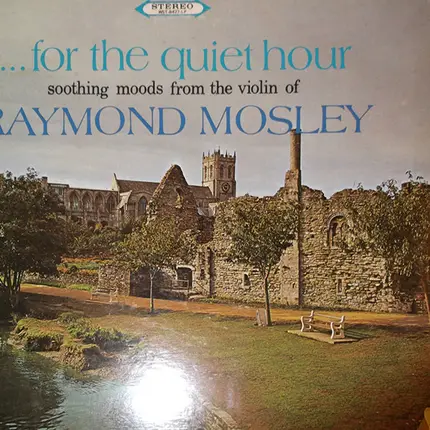 STEREO
...for the quiet hour
soothing moods from the violin of
RAYMOND MOSLEY